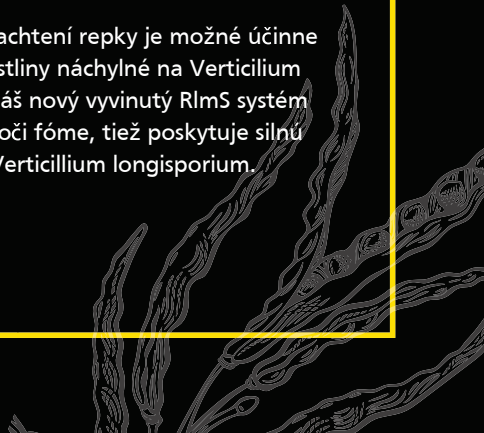 achtení repky je možné účinne
stliny náchylné na Verticilium
áš nový vyvinutý RlmS systém
oči fóme, tiež poskytuje silnú
Verticillium longisporium.